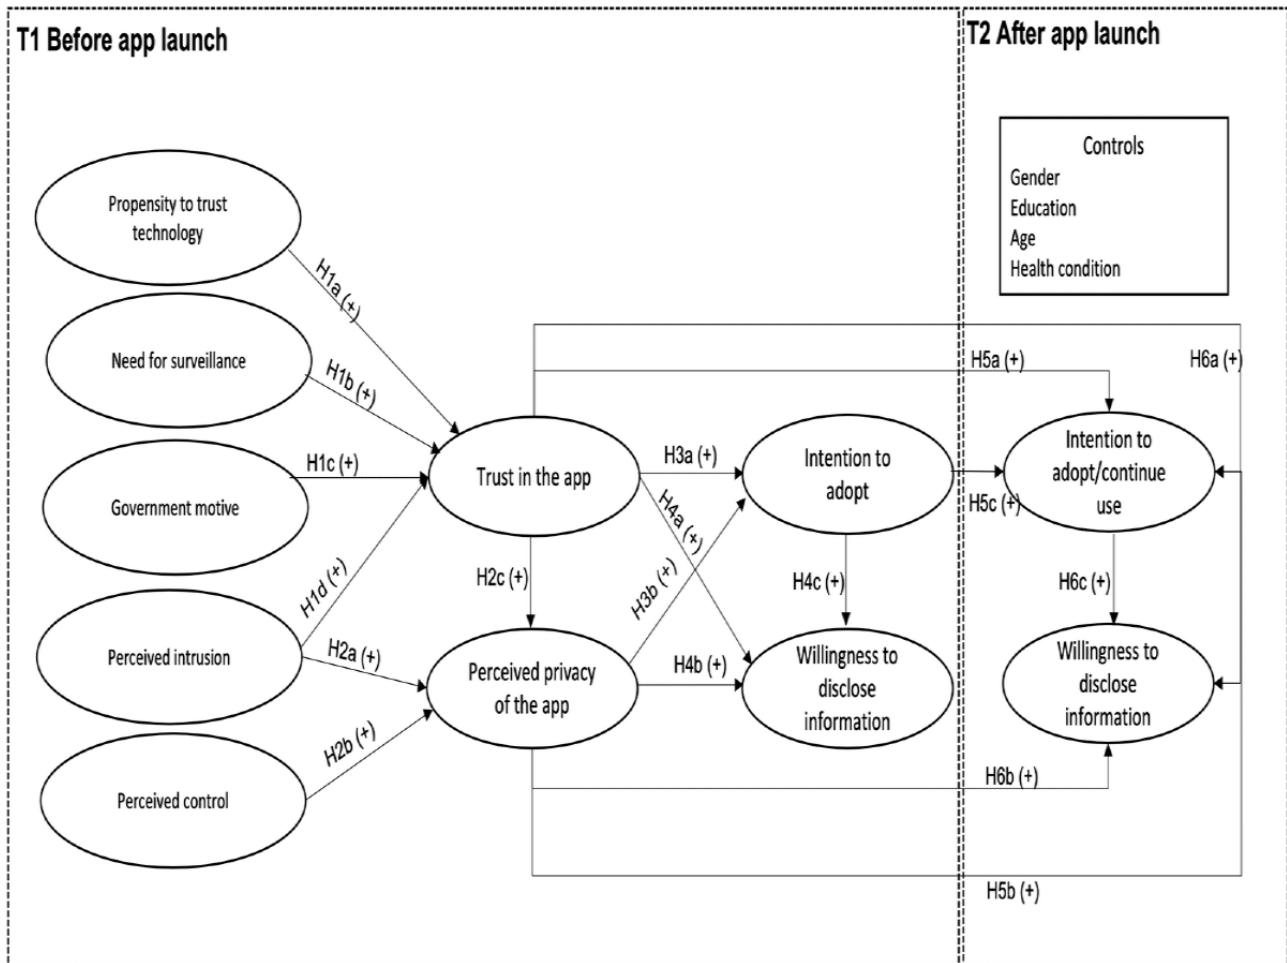 T1 Before app launch
T2 After app launch
Controls
Gender
Education
Age
Health condition
Propensity to trust
technology
H1a (+)
Need for surveillance
H1b (+)
Government motive
H1c (+)
Perceived intrusion
H1d (+)
H2a (+)
Perceived control
H2b (+)
Trust in the app
H2c (+)
Perceived privacy
of the app
H3a (+)
H4a (+)
H3b (+)
H4b (+)
Intention to
adopt
H4c (+)
Willingness to
disclose
information
H5a (+)
H6a (+)
H5c (+)
Intention to
adopt/continue
use
H6c (+)
Willingness to
disclose
information
H6b (+)
H5b (+)